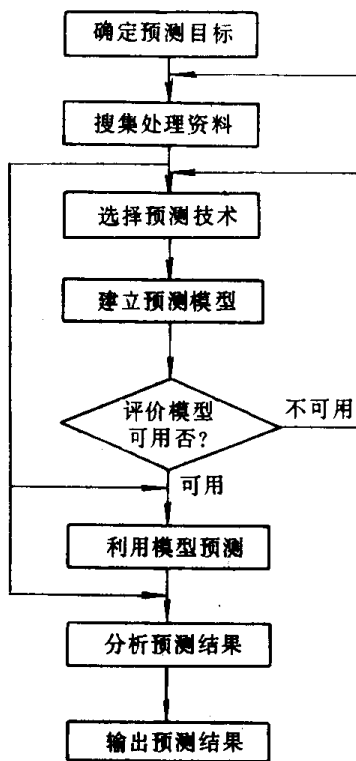 确定预测目标
搜集处理资料
选择预测技术
建立预测模型
评价模型
可用否?
不可用
可用
利用模型预测
分析预测结果
输出预测结果